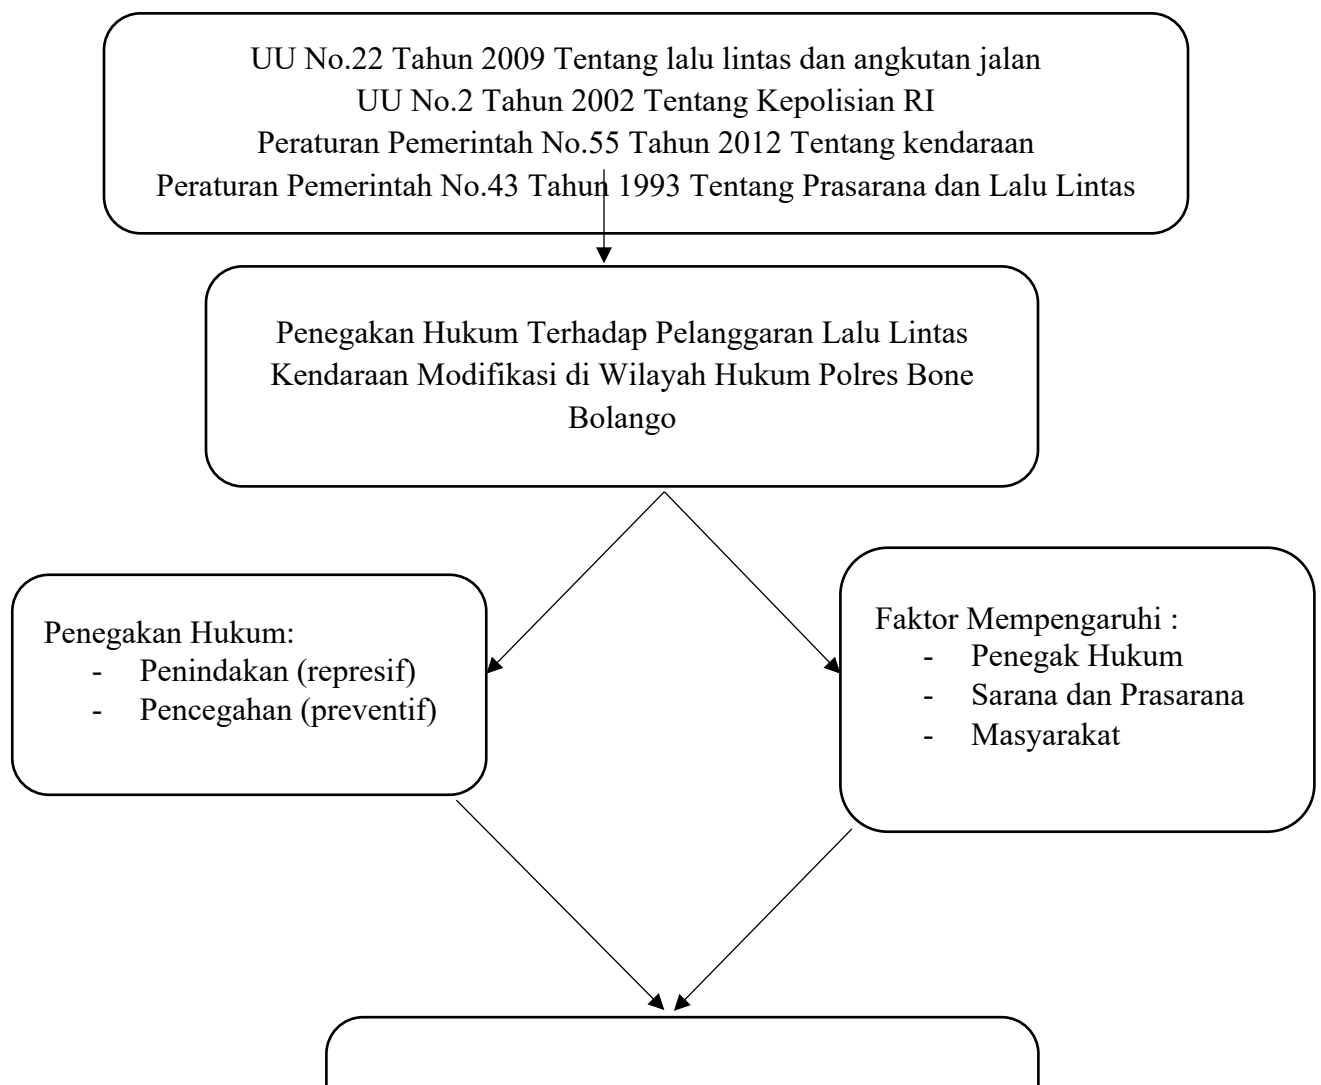 UU No.22 Tahun 2009 Tentang lalu lintas dan angkutan jalan
UU No.2 Tahun 2002 Tentang Kepolisian RI
Peraturan Pemerintah No.55 Tahun 2012 Tentang kendaraan
Peraturan Pemerintah No.43 Tahun 1993 Tentang Prasarana dan Lalu Lintas
Penegakan Hukum Terhadap Pelanggaran Lalu Lintas
Kendaraan Modifikasi di Wilayah Hukum Polres Bone
Bolango
Penegakan Hukum:
- Penindakan (represif)
- Pencegahan (preventif)
Faktor Mempengaruhi :
- Penegak Hukum
- Sarana dan Prasarana
- Masyarakat